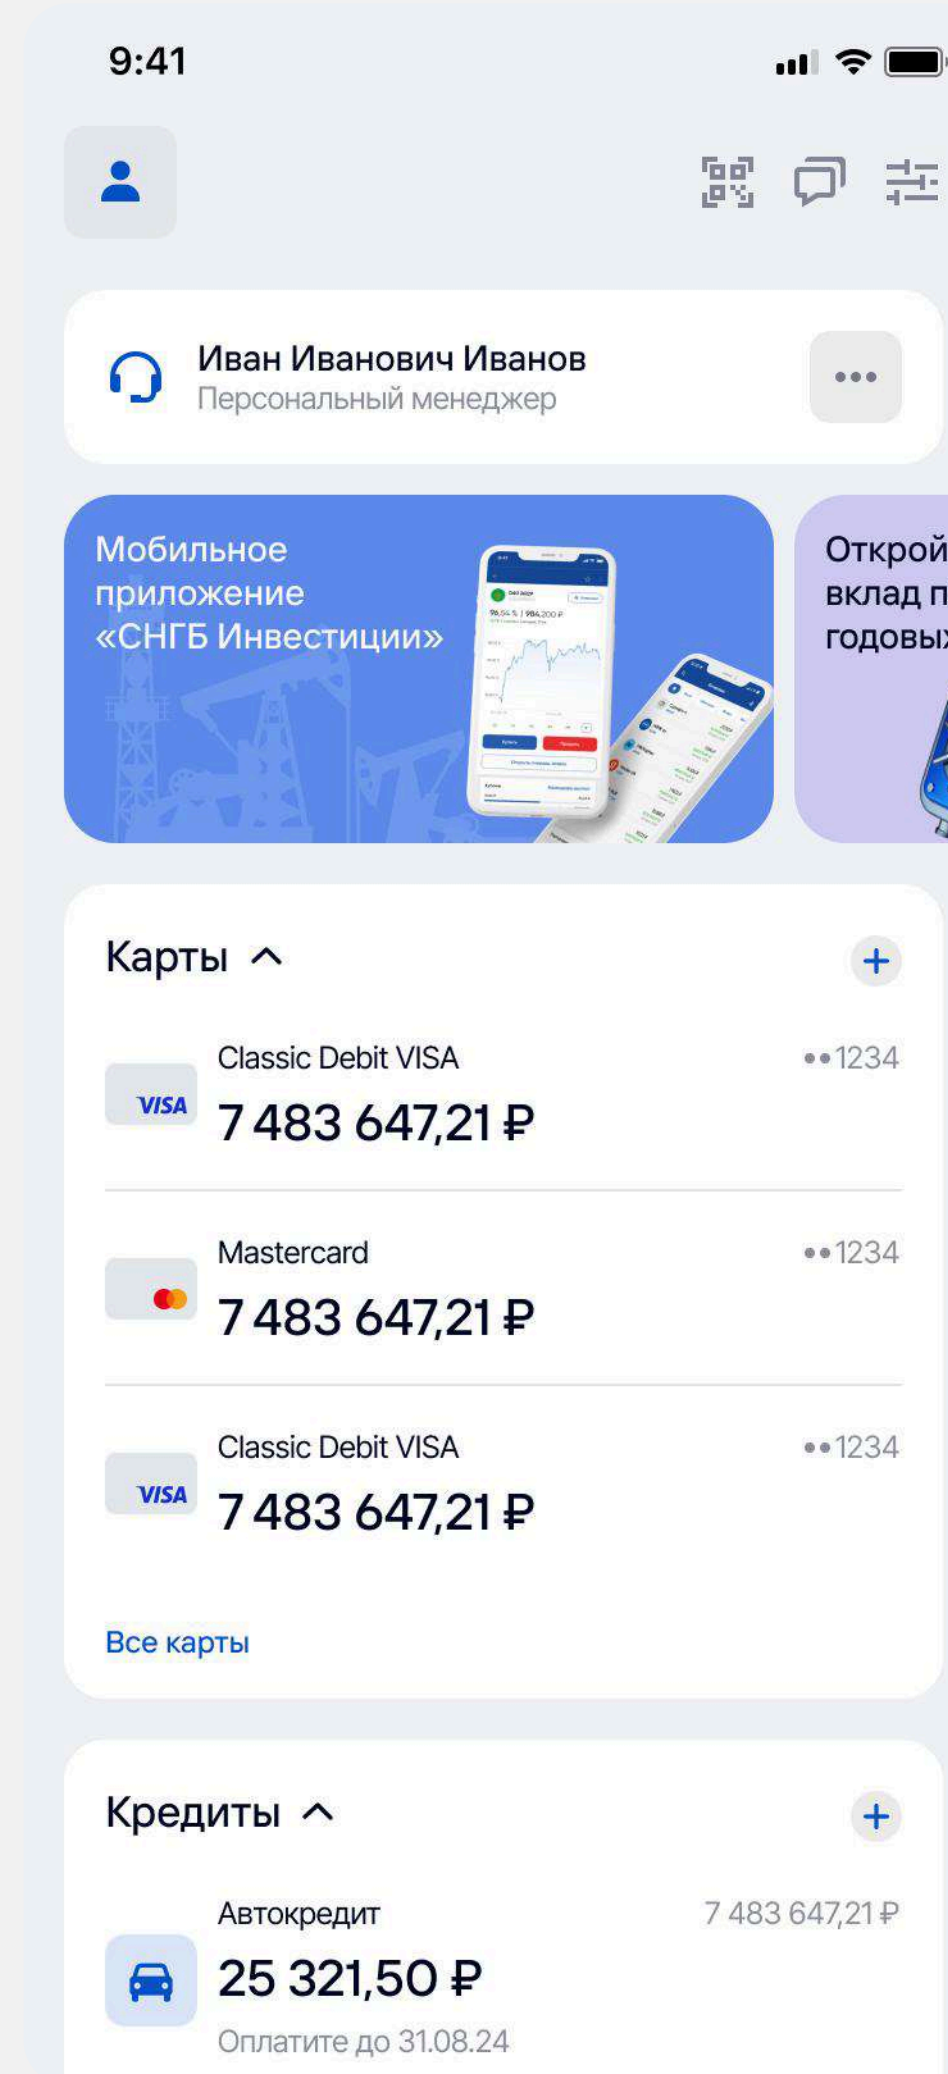 9:41
Иван Иванович Иванов
Персональный менеджер
Мобильное
приложение
«СНГБ Инвестиции»
Открой
вклад
Карты
Classic Debit VISA
••1234
VISA
7 483 647,21 ₽
Mastercard
••1234
7 483 647,21 ₽
Classic Debit VISA
••1234
VISA
7 483 647,21 ₽
Все карты
Кредиты
Автокредит
7 483 647,21 ₽
25 321,50 ₽
Оплатите до 31.08.24